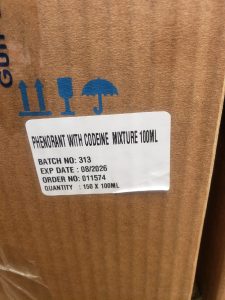 PHENORANT WITH CODEINE MIXTURE 100ML
BATCH NO: 313
EXP DATE : 08/2026
ORDER NO: 011574
QUANTITY : 150 X 100ML